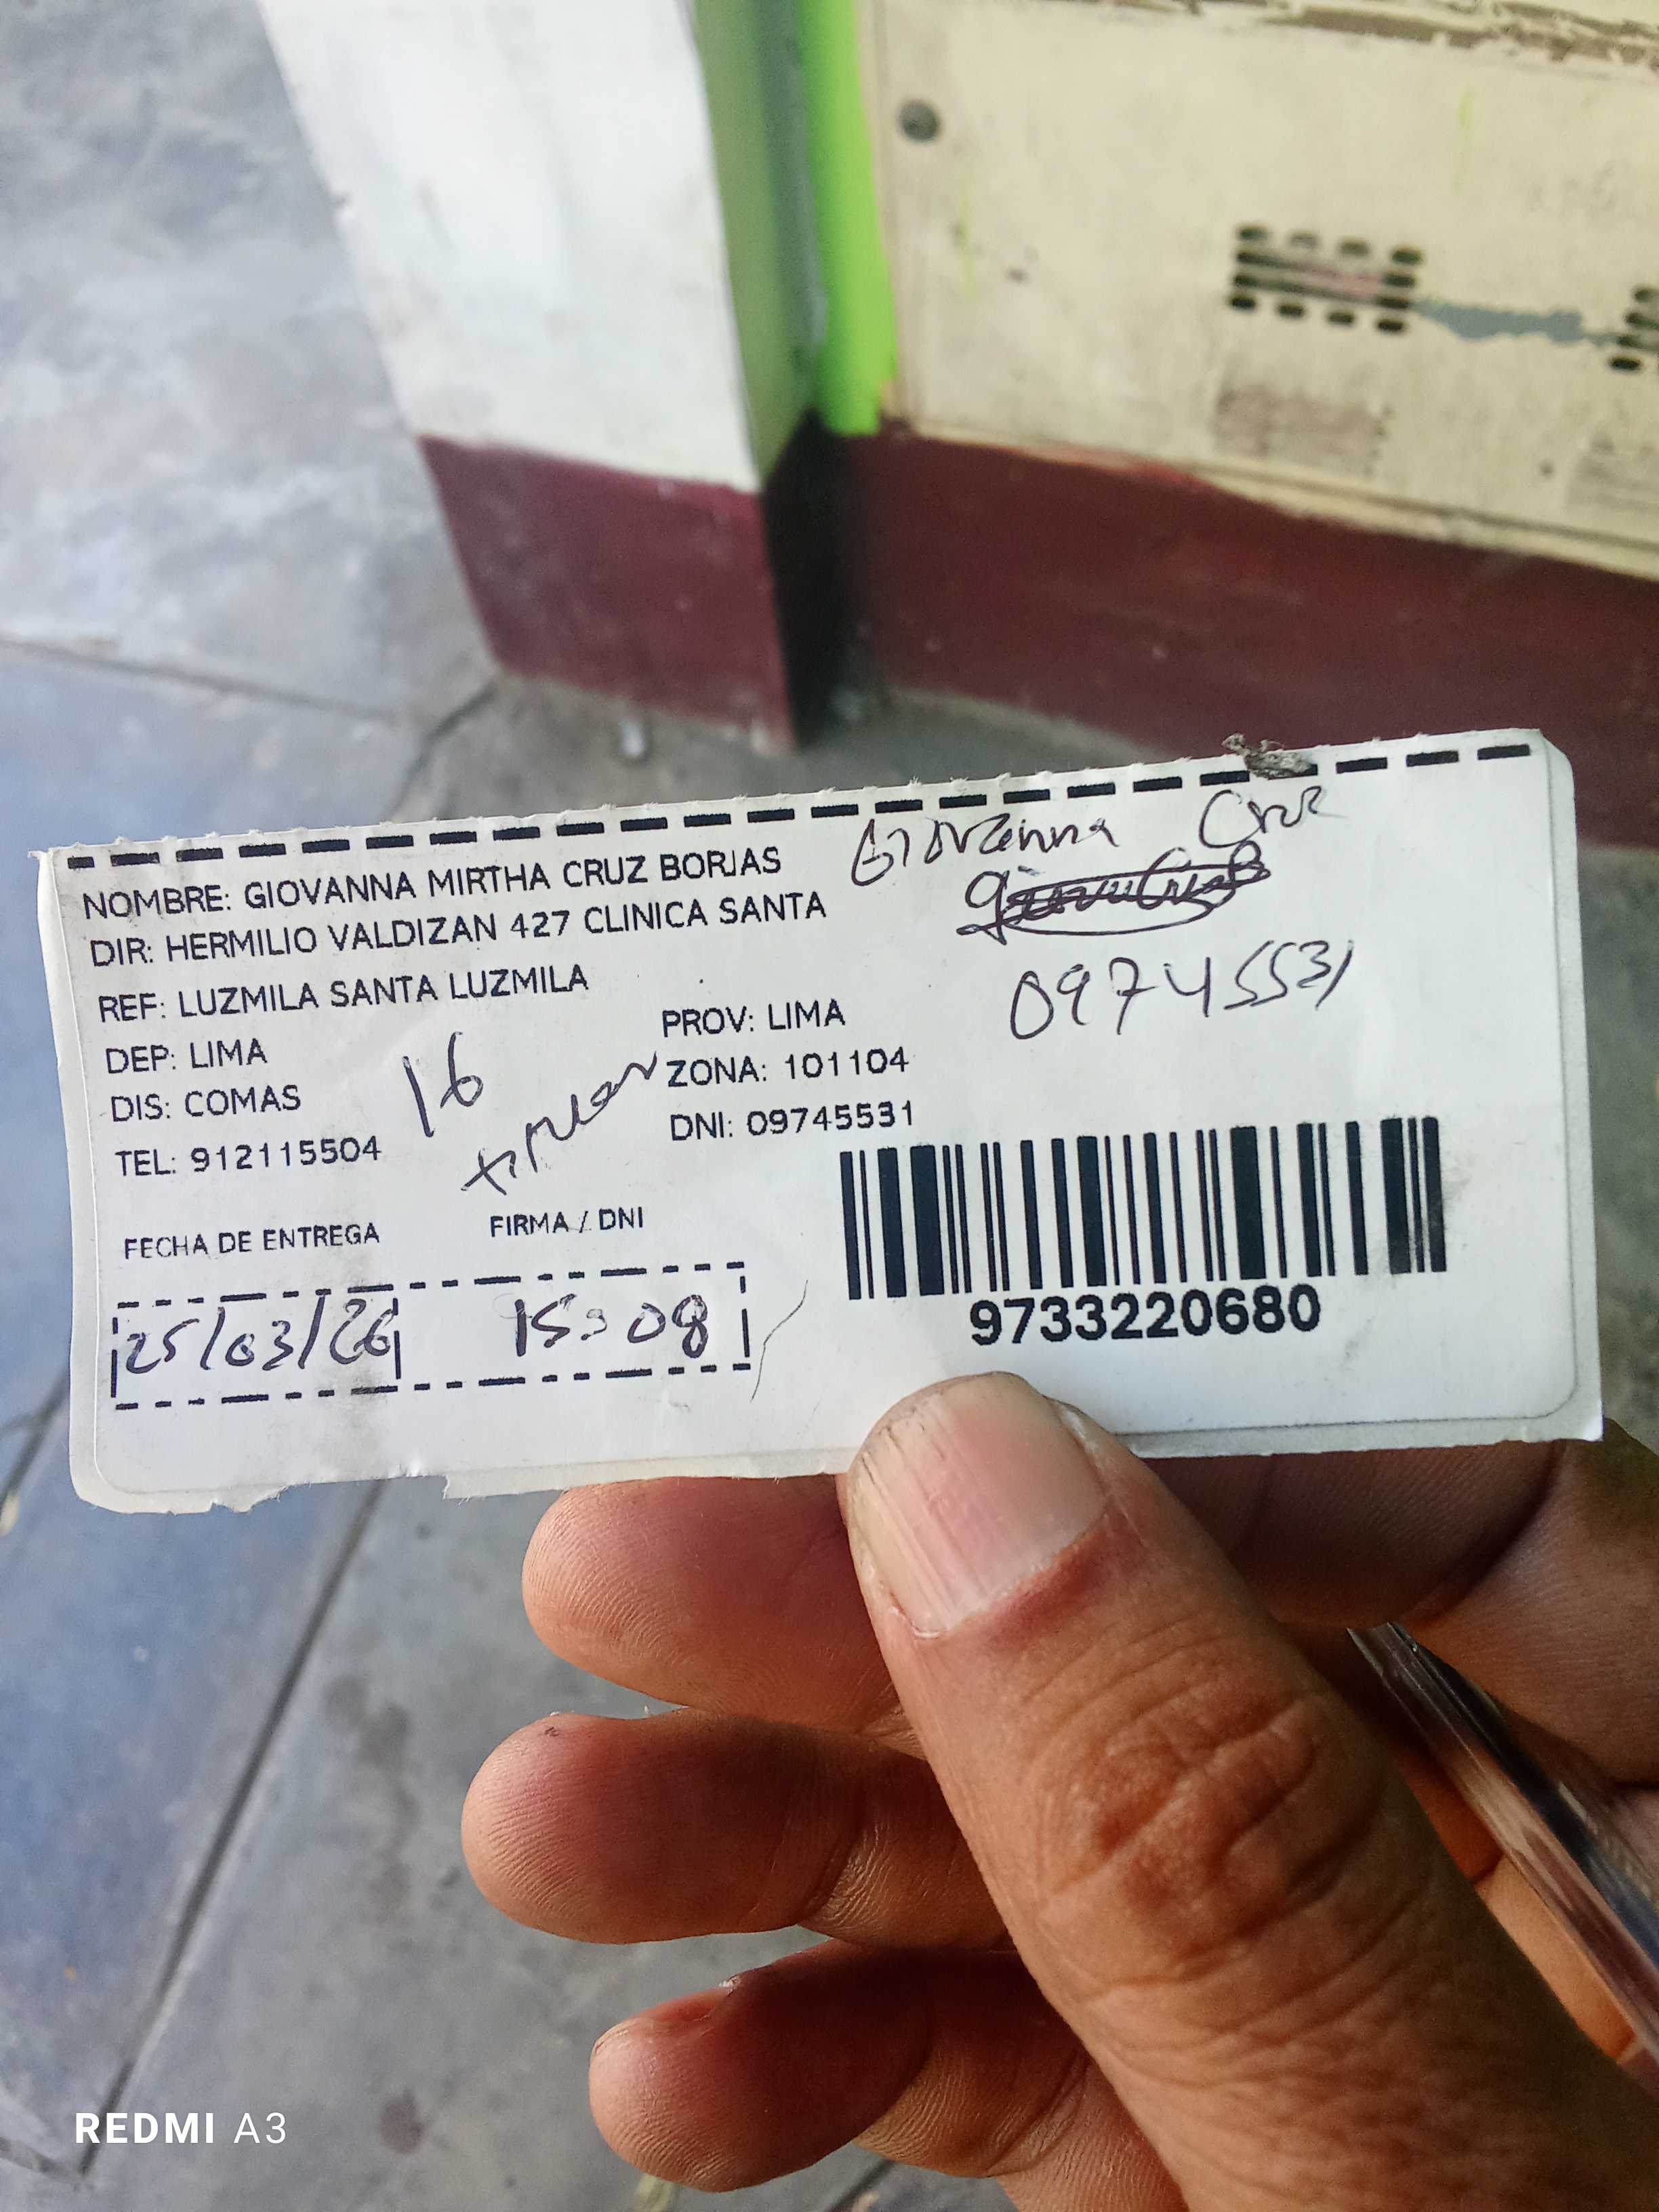 NOMBRE: GIOVANNA MIRTHA CRUZ BORJAS
Giovanna Cruz
DIR: HERMILIO VALDIZAN 427 CLINICA SANTA
REF: LUZMILA SANTA LUZMILA
09745531
DEP: LIMA
PROV: LIMA
DIS: COMAS
16
ZONA: 101104
TEL: 912115504
DNI: 09745531
FECHA DE ENTREGA
FIRMA / DNI
25/03/26
15:08
9733220680
REDMI A3